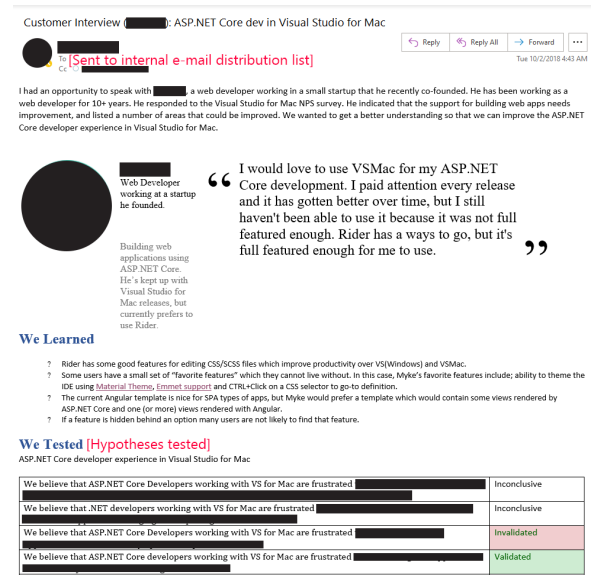 Customer Interview ( ): ASP.NET Core dev in Visual Studio for Mac
Reply Reply All Forward ...
To [Sent to internal e-mail distribution list]
Cc
Tue 10/2/2018 4:43 AM
I had an opportunity to speak with , a web developer working in a small startup that he recently co-founded. He has been working as a
web developer for 10+ years. He responded to the Visual Studio for Mac NPS survey. He indicated that the support for building web apps needs
improvement, and listed a number of areas that could be improved. We wanted to get a better understanding so that we can improve the ASP.NET
Core developer experience in Visual Studio for Mac.
Web Developer
working at a startup
he founded.
Building web
applications using
ASP.NET Core.
He's kept up with
Visual Studio for
Mac releases, but
currently prefers to
use Rider.
“ I would love to use VSMac for my ASP.NET
Core development. I paid attention every release
and it has gotten better over time, but I still
haven't been able to use it because it was not full
featured enough. Rider has a ways to go, but it's
full featured enough for me to use. ”
We Learned
? Rider has some good features for editing CSS/SCSS files which improve productivity over VS(Windows) and VSMac.
? Some users have a small set of “favorite features” which they cannot live without. In this case, Myke's favorite features include; ability to theme the
IDE using Material Theme, Emmet support and CTRL+Click on a CSS selector to go-to definition.
? The current Angular template is nice for SPA types of apps, but Myke would prefer a template which would contain some views rendered by
ASP.NET Core and one (or more) views rendered with Angular.
? If a feature is hidden behind an option many users are not likely to find that feature.
We Tested [Hypotheses tested]
ASP.NET Core developer experience in Visual Studio for Mac
We believe that ASP.NET Core Developers working with VS for Mac are frustrated
Inconclusive
We believe that .NET developers working with VS for Mac are frustrated
Inconclusive
We believe that ASP.NET Core Developers working with VS for Mac are frustrated
Invalidated
We believe that ASP.NET Core developers working with VS for Mac are frustrated
Validated